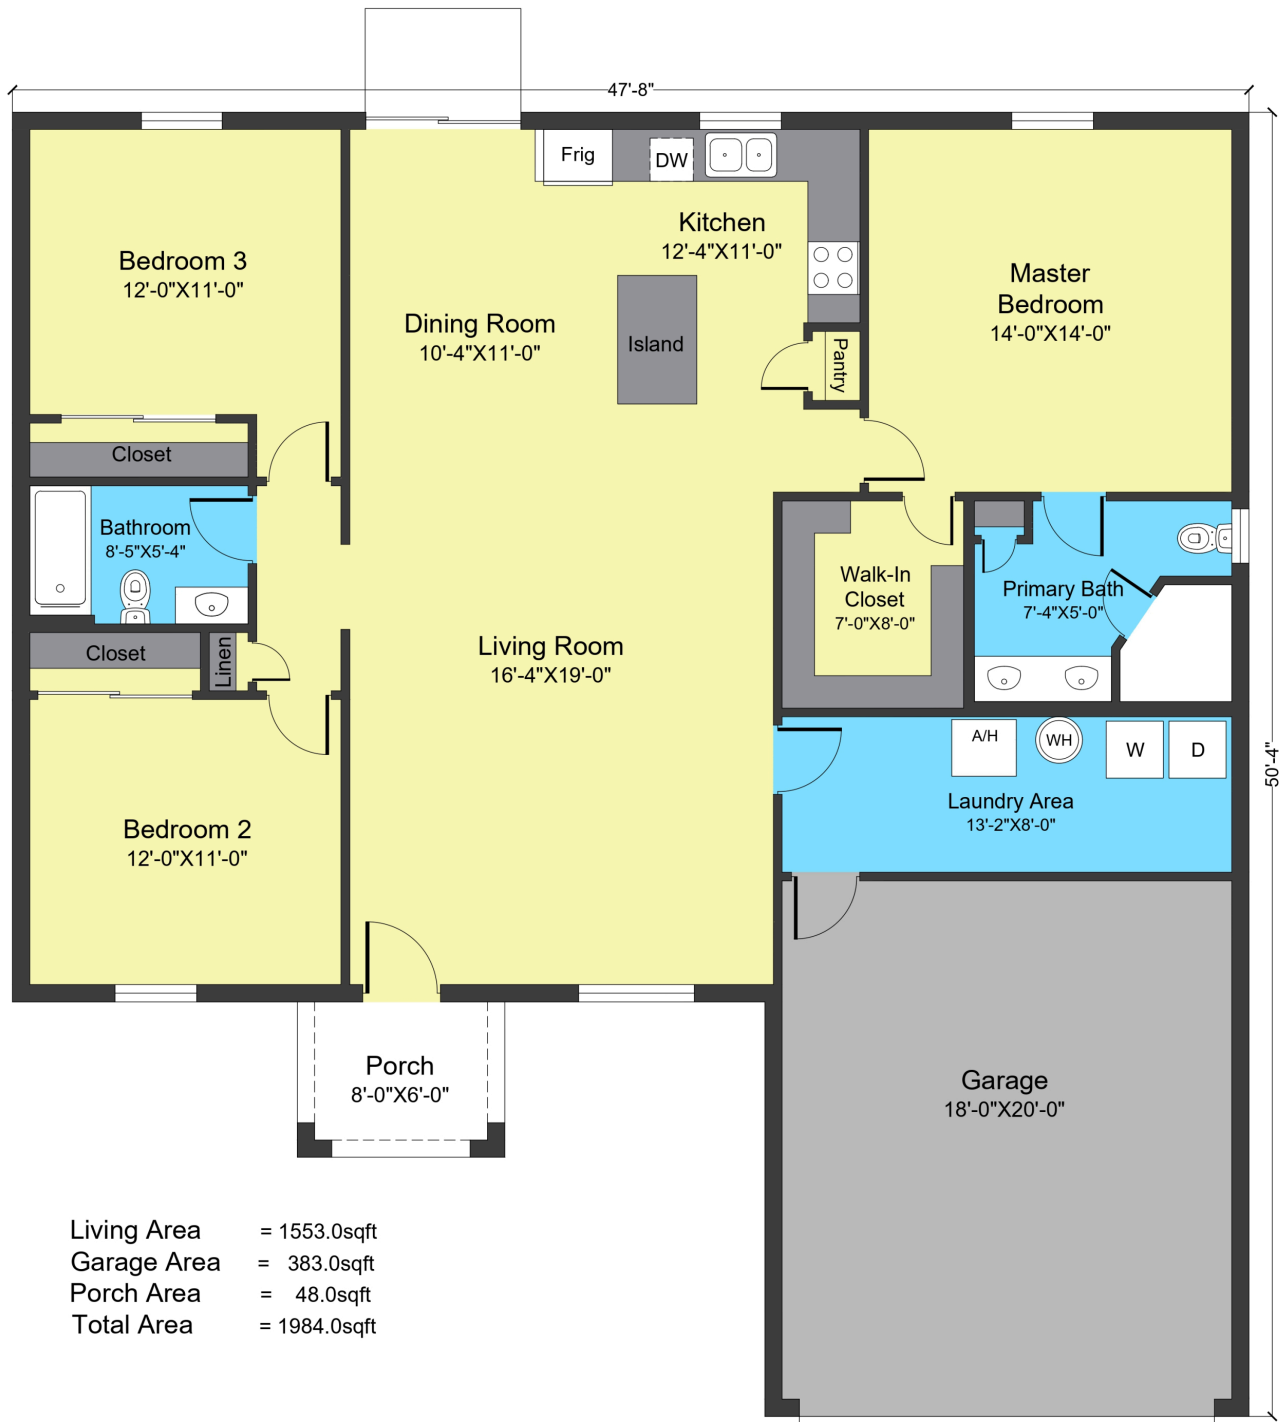 47'-8"
Frig
DW
Kitchen
12'-4"X11'-0"
Bedroom 3
12'-0"X11'-0"
Master
Bedroom
14'-0"X14'-0"
Dining Room
10'-4"X11'-0"
Island
Pantry
Closet
Bathroom
8'-5"X5'-4"
Walk-In
Closet
7'-0"X8'-0"
Primary Bath
7'-4"X5'-0"
Closet
Linen
Living Room
16'-4"X19'-0"
A/H
WH
W
D
50'-4"
Laundry Area
13'-2"X8'-0"
Bedroom 2
12'-0"X11'-0"
Porch
8'-0"X6'-0"
Garage
18'-0"X20'-0"
Living Area = 1553.0sqft
Garage Area = 383.0sqft
Porch Area = 48.0sqft
Total Area = 1984.0sqft